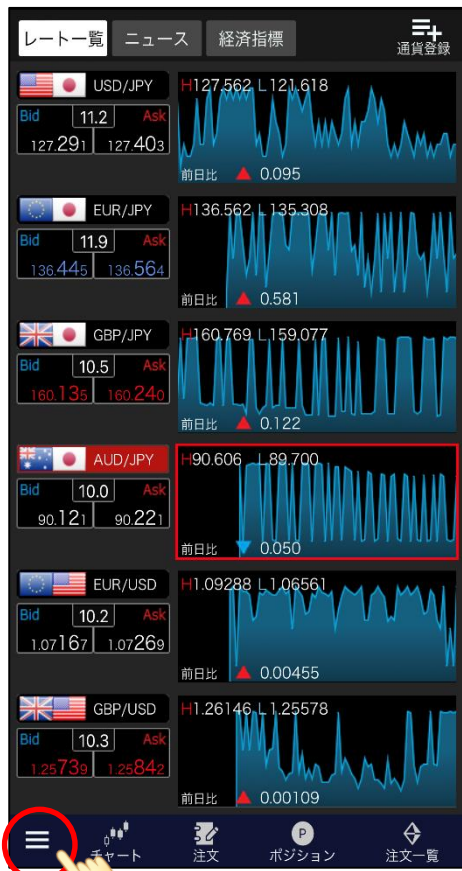 レート一覧 ニュース 経済指標 通貨登録
USD/JPY H127.562 L121.618
Bid 11.2 Ask
127.291 127.403
前日比 ▲ 0.095
EUR/JPY H136.562 L135.308
Bid 11.9 Ask
136.445 136.564
前日比 ▲ 0.581
GBP/JPY H160.769 L159.077
Bid 10.5 Ask
160.135 160.240
前日比 ▲ 0.122
AUD/JPY H90.606 L89.700
Bid 10.0 Ask
90.121 90.221
前日比 ▼ 0.050
EUR/USD H1.09288 L1.06561
Bid 10.2 Ask
1.07167 1.07269
前日比 ▲ 0.00455
GBP/USD H1.26146 L1.25578
Bid 10.3 Ask
1.25739 1.25842
前日比 ▲ 0.00109
チャート 注文 P ポジション 注文一覧